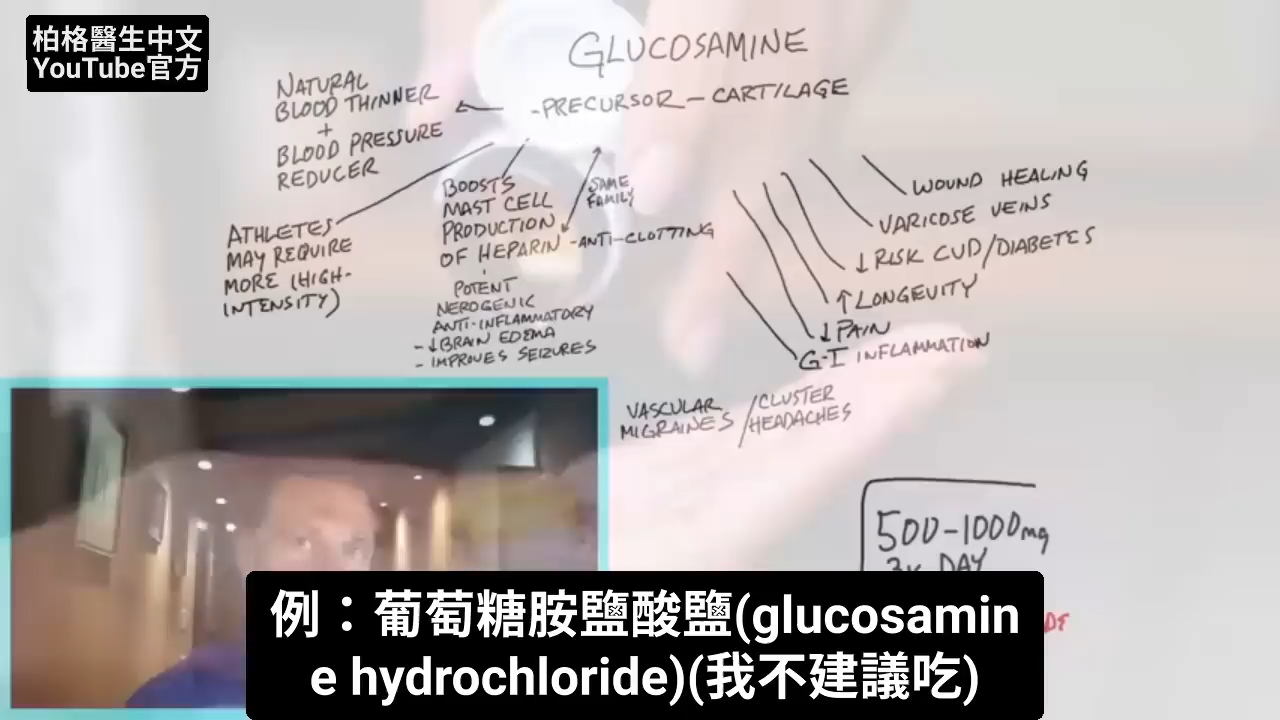 柏格醫生中文
YouTube官方
GLUCOSAMINE
-PRECURSOR-CARTILAGE
NATURAL
BLOOD THINNER
+
BLOOD PRESSURE
REDUCER
ATHLETES
MAY REQUIRE
MORE (HIGH-
INTENSITY)
BOOSTS
MAST CELL
PRODUCTION
OF HEPARIN -ANTI-CLOTTING
SAME
FAMILY
POTENT
NEROGENIC
ANTI-INFLAMMATORY
-↓BRAIN EDEMA
- IMPROVES SEIZURES
WOUND HEALING
VARICOSE VEINS
↓RISK CVD/DIABETES
↑LONGEVITY
↓PAIN
G-I INFLAMMATION
VASCULAR
MIGRAINES
/CLUSTER
HEADACHES
500-1000mg
3x DAY
例：葡萄糖胺鹽酸鹽(glucosamin
e hydrochloride)(我不建議吃)